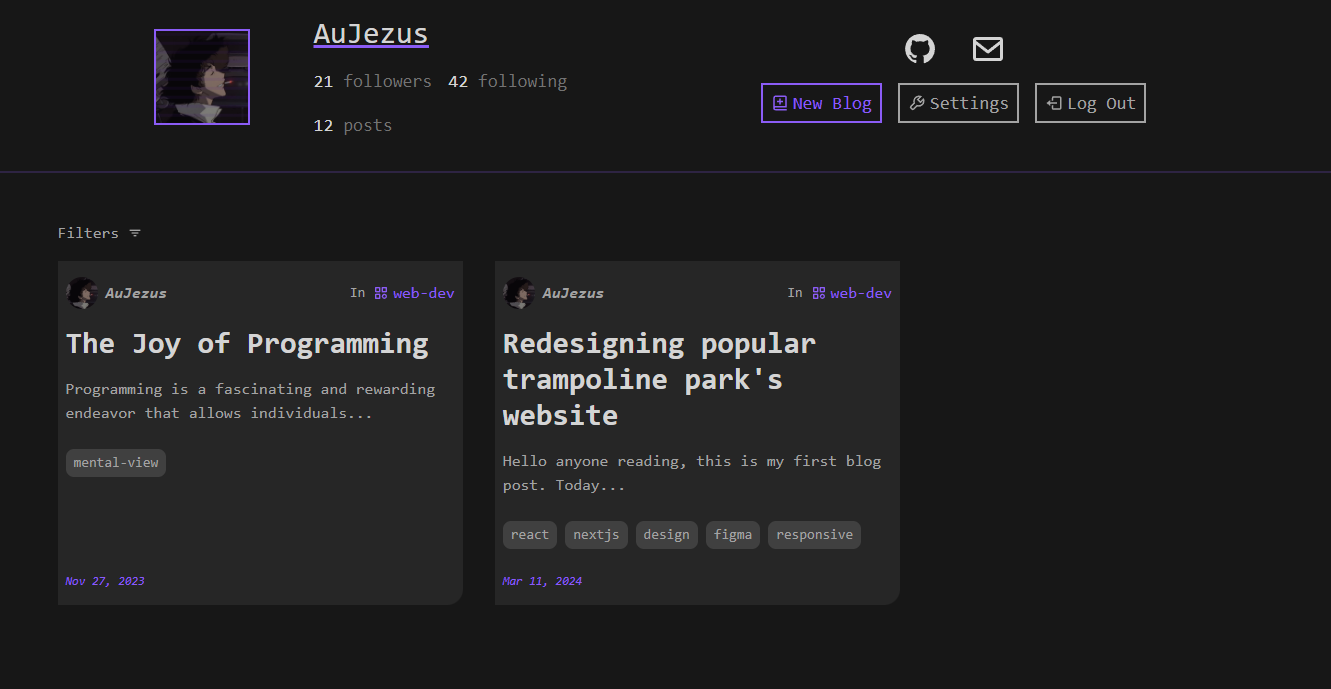 AuJezus
21 followers 42 following
12 posts
New Blog Settings Log Out
Filters
AuJezus In web-dev
The Joy of Programming
Programming is a fascinating and rewarding
endeavor that allows individuals...
mental-view
Nov 27, 2023
AuJezus In web-dev
Redesigning popular
trampoline park's
website
Hello anyone reading, this is my first blog
post. Today...
react nextjs design figma responsive
Mar 11, 2024